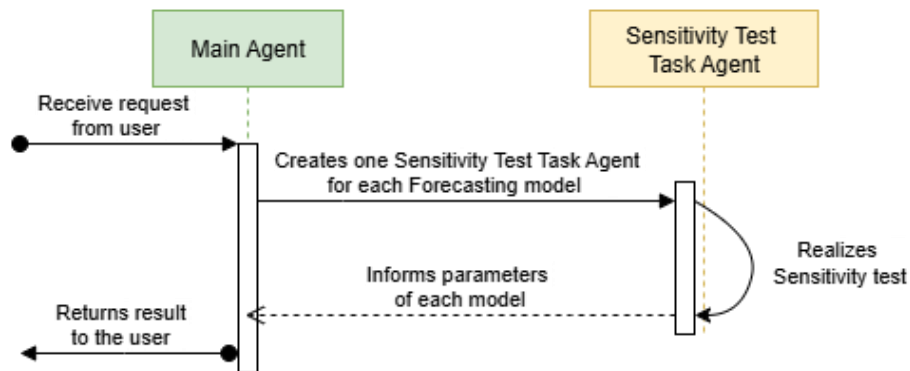 Main Agent
Sensitivity Test
Task Agent
Receive request
from user
Creates one Sensitivity Test Task Agent
for each Forecasting model
Realizes
Sensitivity test
Informs parameters
of each model
Returns result
to the user